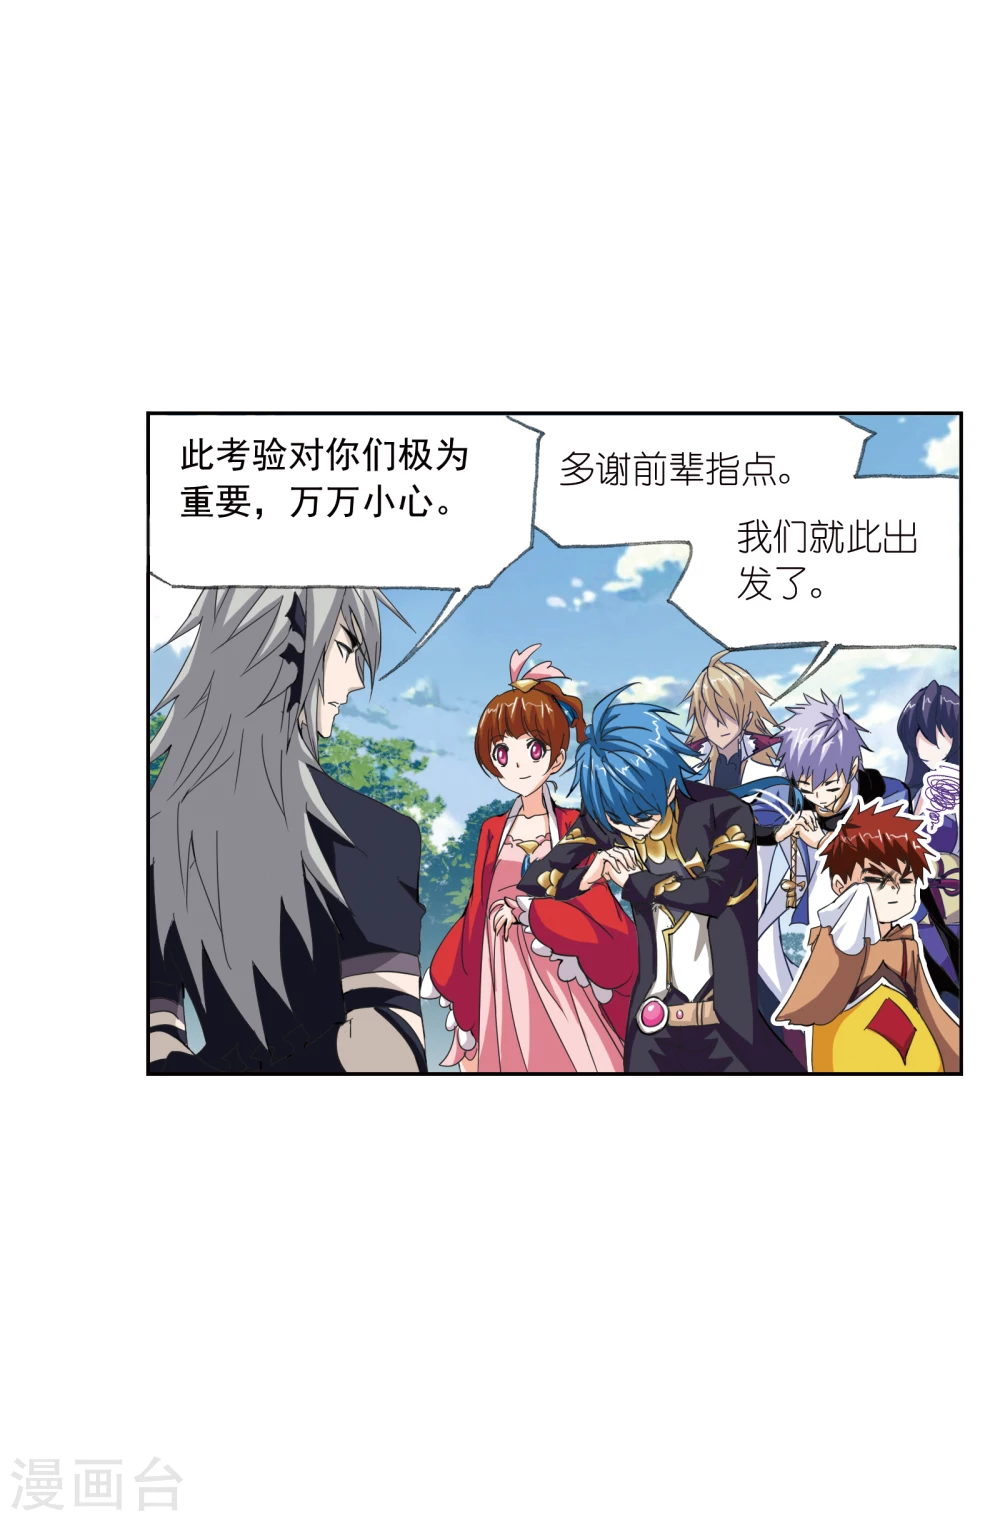 此考验对你们极为
重要，万万小心。
多谢前辈指点。
我们就此出
发了。
漫画台